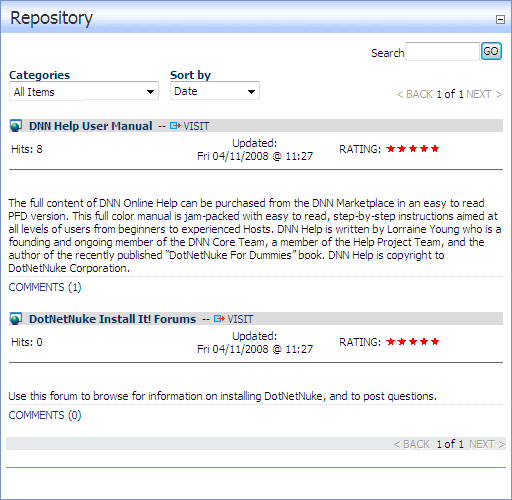 Repository
Search GO
Categories Sort by
All Items Date < BACK 1 of 1 NEXT >
DNN Help User Manual -- VISIT
Hits: 8 Updated: Fri 04/11/2008 @ 11:27 RATING:
The full content of DNN Online Help can be purchased from the DNN Marketplace in an easy to read
PFD version. This full color manual is jam-packed with easy to read, step-by-step instructions aimed at
all levels of users from beginners to experienced Hosts. DNN Help is written by Lorraine Young who is a
founding and ongoing member of the DNN Core Team, a member of the Help Project Team, and the
author of the recently published "DotNetNuke For Dummies" book. DNN Help is copyright to
DotNetNuke Corporation.
COMMENTS (1)
DotNetNuke Install It! Forums -- VISIT
Hits: 0 Updated: Fri 04/11/2008 @ 11:27 RATING:
Use this forum to browse for information on installing DotNetNuke, and to post questions.
COMMENTS (0)
< BACK 1 of 1 NEXT >